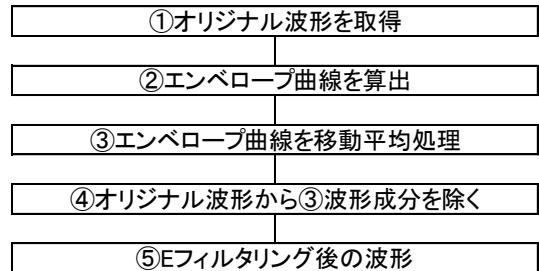 ①オリジナル波形を取得
②エンベロープ曲線を算出
③エンベロープ曲線を移動平均処理
④オリジナル波形から③波形成分を除く
⑤Eフィルタリング後の波形